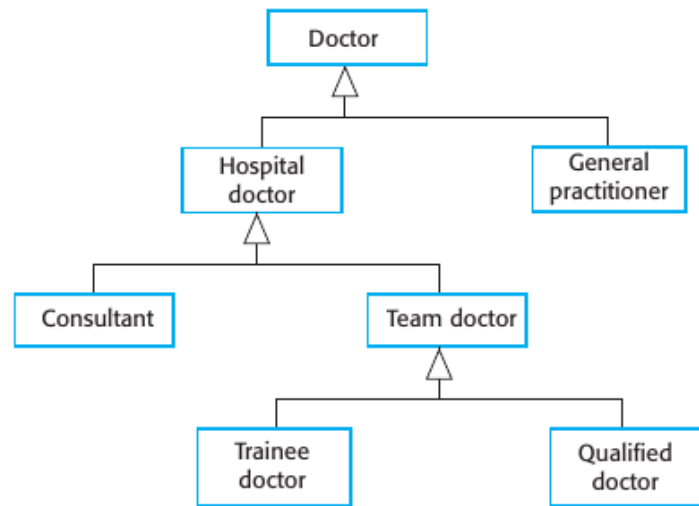 Doctor
Hospital
doctor
General
practitioner
Consultant
Team doctor
Trainee
doctor
Qualified
doctor